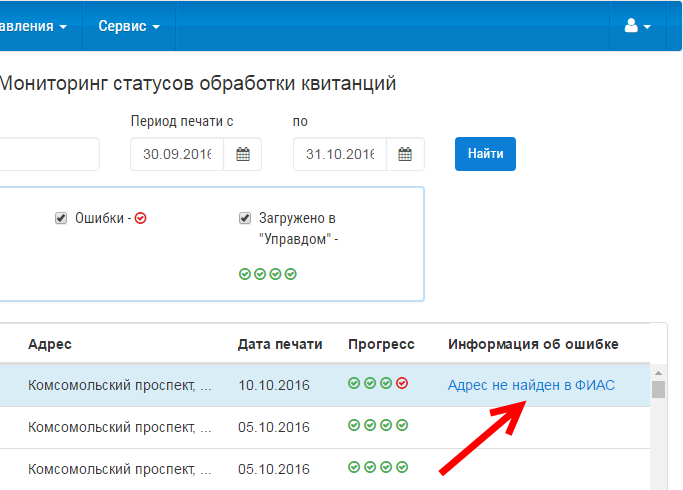 авления Сервис
Мониторинг статусов обработки квитанций
Период печати с по
30.09.2016 31.10.2016 Найти
Ошибки - Загружено в
"Управдом" -
Адрес Дата печати Прогресс Информация об ошибке
Комсомольский проспект, ... 10.10.2016 Адрес не найден в ФИАС
Комсомольский проспект, ... 05.10.2016
Комсомольский проспект, ... 05.10.2016